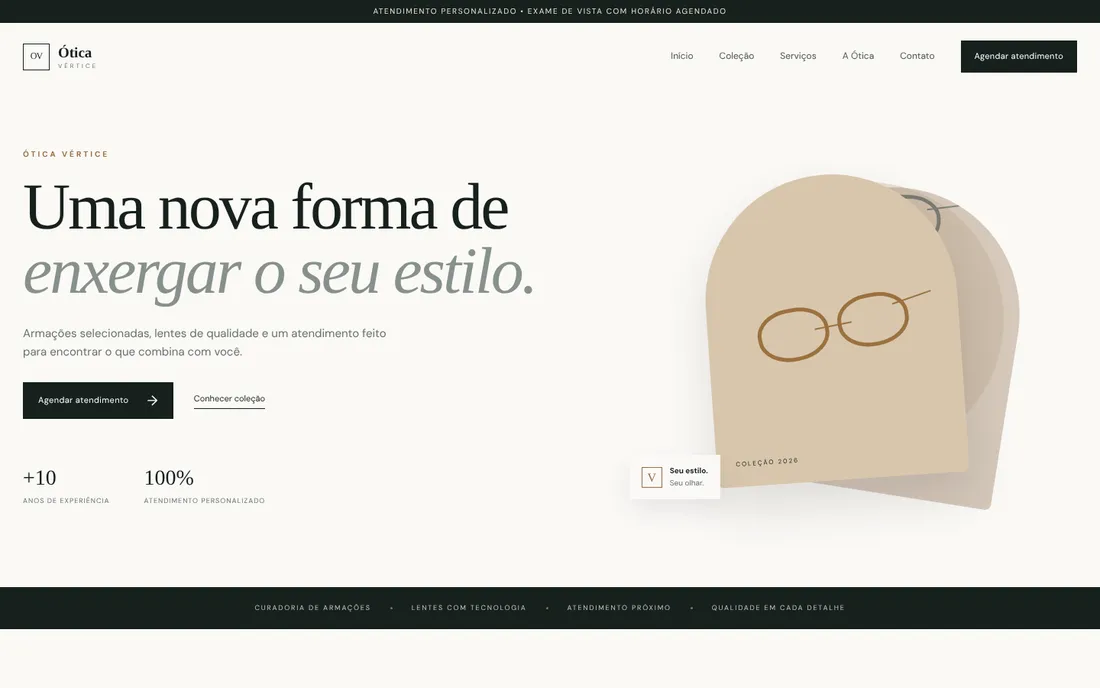 ATENDIMENTO PERSONALIZADO • EXAME DE VISTA COM HORÁRIO AGENDADO
OV
Ótica
VÉRTICE
Início
Coleção
Serviços
A Ótica
Contato
Agendar atendimento
ÓTICA VÉRTICE
Uma nova forma de
enxergar o seu estilo.
Armações selecionadas, lentes de qualidade e um atendimento feito
para encontrar o que combina com você.
Agendar atendimento →
Conhecer coleção
+10
ANOS DE EXPERIÊNCIA
100%
ATENDIMENTO PERSONALIZADO
COLEÇÃO 2026
V
Seu estilo.
Seu olhar.
CURADORIA DE ARMAÇÕES • LENTES COM TECNOLOGIA • ATENDIMENTO PRÓXIMO • QUALIDADE EM CADA DETALHE